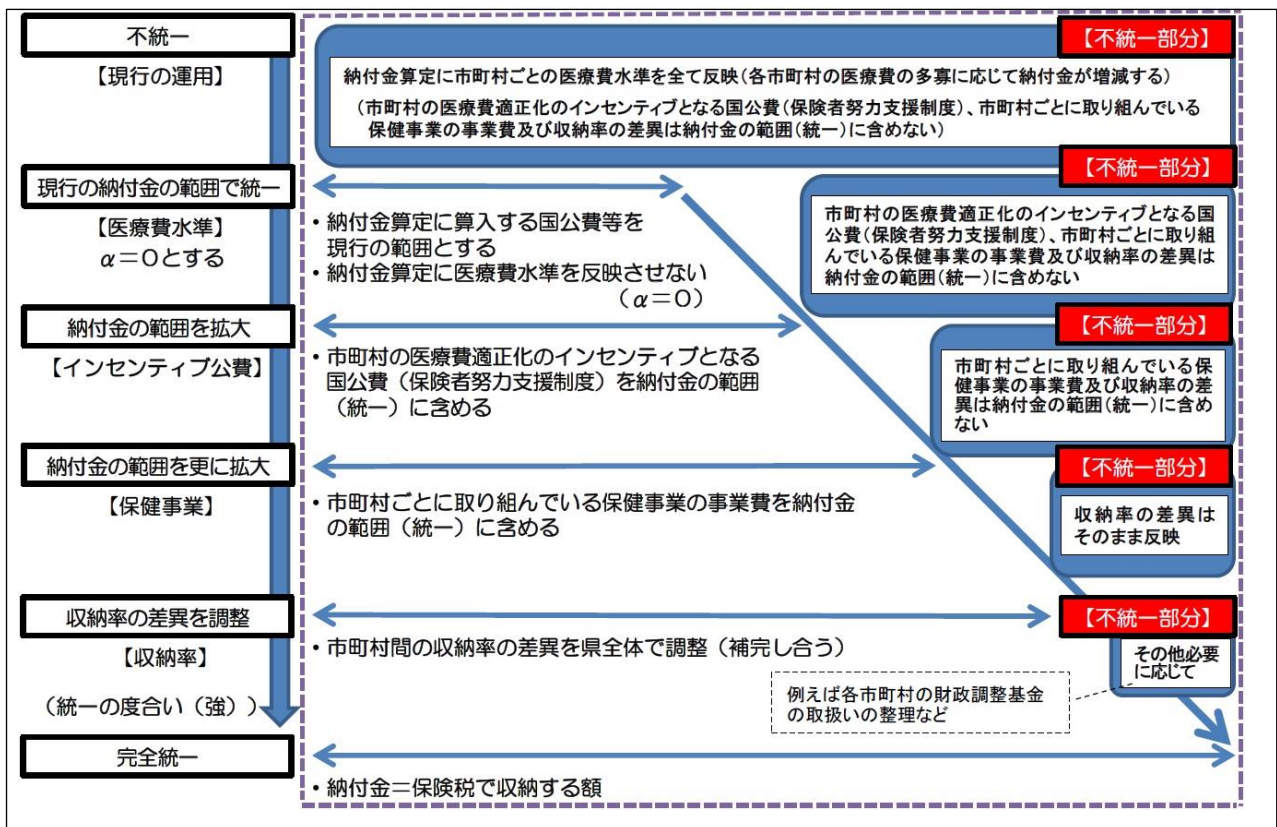 不統一
【現行の運用】
【不統一部分】
納付金算定に市町村ごとの医療費水準を全て反映(各市町村の医療費の多寡に応じて納付金が増減する)
(市町村の医療費適正化のインセンティブとなる国公費(保険者努力支援制度)、市町村ごとに取り組んでいる
保健事業の事業費及び収納率の差異は納付金の範囲(統一)に含めない)
現行の納付金の範囲で統一
【医療費水準】
α=0とする
・納付金算定に算入する国公費等を
現行の範囲とする
・納付金算定に医療費水準を反映させない
(α=0)
【不統一部分】
市町村の医療費適正化のインセンティブとなる国
公費(保険者努力支援制度)、市町村ごとに取り組
んでいる保健事業の事業費及び収納率の差異は
納付金の範囲(統一)に含めない
納付金の範囲を拡大
【インセンティブ公費】
・市町村の医療費適正化のインセンティブとなる
国公費(保険者努力支援制度)を納付金の範囲
(統一)に含める
【不統一部分】
市町村ごとに取り組んでいる保
健事業の事業費及び収納率の差
異は納付金の範囲(統一)に含め
ない
納付金の範囲を更に拡大
【保健事業】
・市町村ごとに取り組んでいる保健事業の事業費を納付金
の範囲(統一)に含める
【不統一部分】
収納率の差異は
そのまま反映
収納率の差異を調整
【収納率】
・市町村間の収納率の差異を県全体で調整(補完し合う)
【不統一部分】
その他必要
に応じて
例えば各市町村の財政調整基金
の取扱いの整理など
(統一の度合い(強))
完全統一
・納付金=保険税で収納する額